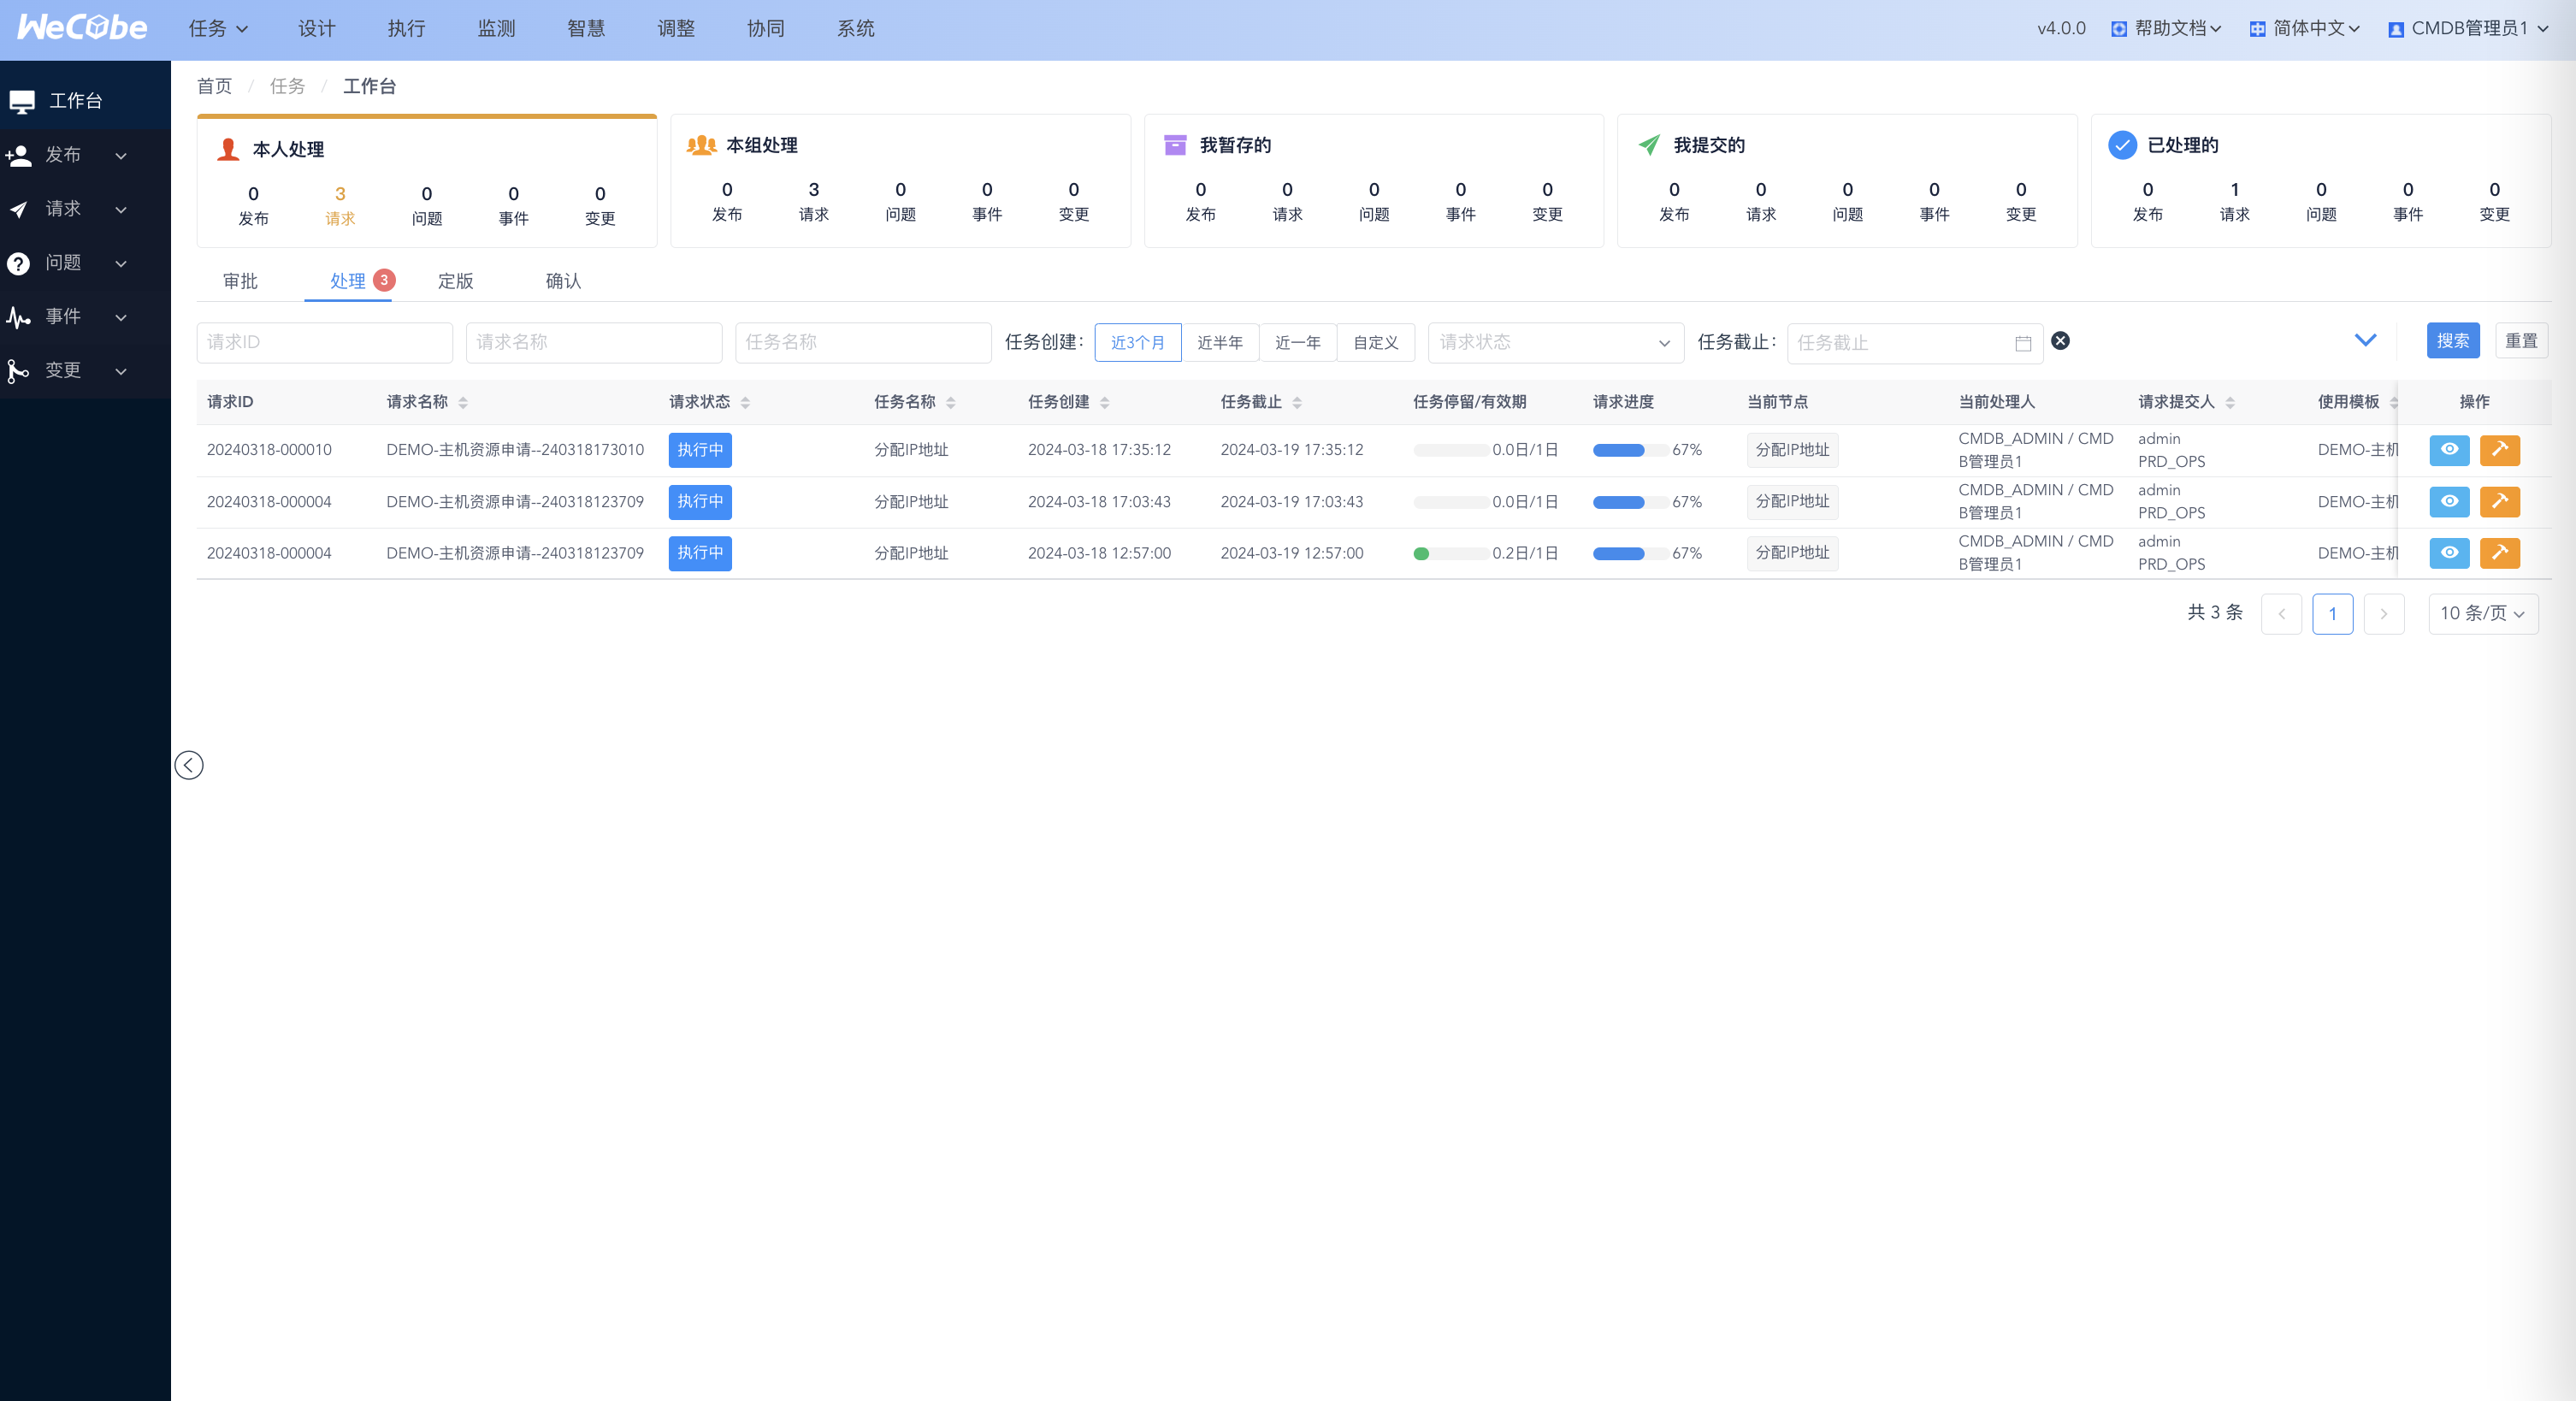 WeCube 任务 设计 执行 监测 智慧 调整 协同 系统 v4.0.0 帮助文档 简体中文 CMDB管理员1
工作台
发布
请求
问题
事件
变更
首页 / 任务 / 工作台
本人处理
0 3 0 0 0
发布 请求 问题 事件 变更
本组处理
0 3 0 0 0
发布 请求 问题 事件 变更
我暂存的
0 0 0 0 0
发布 请求 问题 事件 变更
我提交的
0 0 0 0 0
发布 请求 问题 事件 变更
已处理的
0 1 0 0 0
发布 请求 问题 事件 变更
审批 处理 3 定版 确认
请求ID 请求名称 任务名称 任务创建: 近3个月 近半年 近一年 自定义 请求状态 任务截止: 任务截止 搜索 重置
请求ID 请求名称 请求状态 任务名称 任务创建 任务截止 任务停留/有效期 请求进度 当前节点 当前处理人 请求提交人 使用模板 操作
20240318-000010 DEMO-主机资源申请--240318173010 执行中 分配IP地址 2024-03-18 17:35:12 2024-03-19 17:35:12 0.0日/1日 67% 分配IP地址 CMDB_ADMIN / CMD admin DEMO-主机
B管理员1 PRD_OPS
20240318-000004 DEMO-主机资源申请--240318123709 执行中 分配IP地址 2024-03-18 17:03:43 2024-03-19 17:03:43 0.0日/1日 67% 分配IP地址 CMDB_ADMIN / CMD admin DEMO-主机
B管理员1 PRD_OPS
20240318-000004 DEMO-主机资源申请--240318123709 执行中 分配IP地址 2024-03-18 12:57:00 2024-03-19 12:57:00 0.2日/1日 67% 分配IP地址 CMDB_ADMIN / CMD admin DEMO-主机
B管理员1 PRD_OPS
共 3 条 1 10 条/页